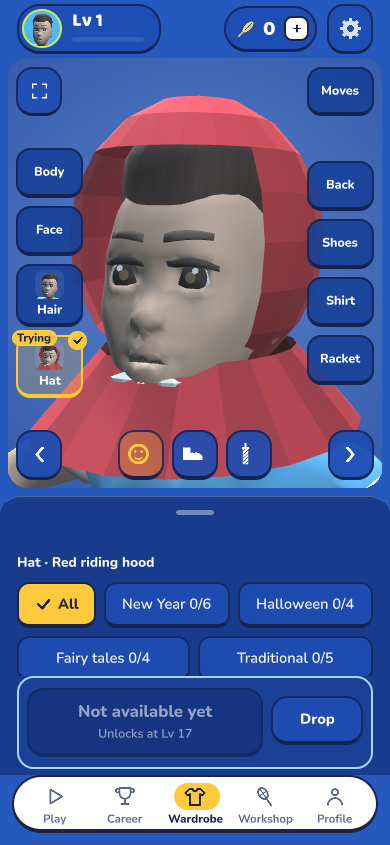 Lv 1
0
+
Moves
Body
Back
Face
Shoes
Hair
Shirt
Trying
Hat
Racket
Hat · Red riding hood
All
New Year 0/6
Halloween 0/4
Fairy tales 0/4
Traditional 0/5
Not available yet
Unlocks at Lv 17
Drop
Play
Career
Wardrobe
Workshop
Profile